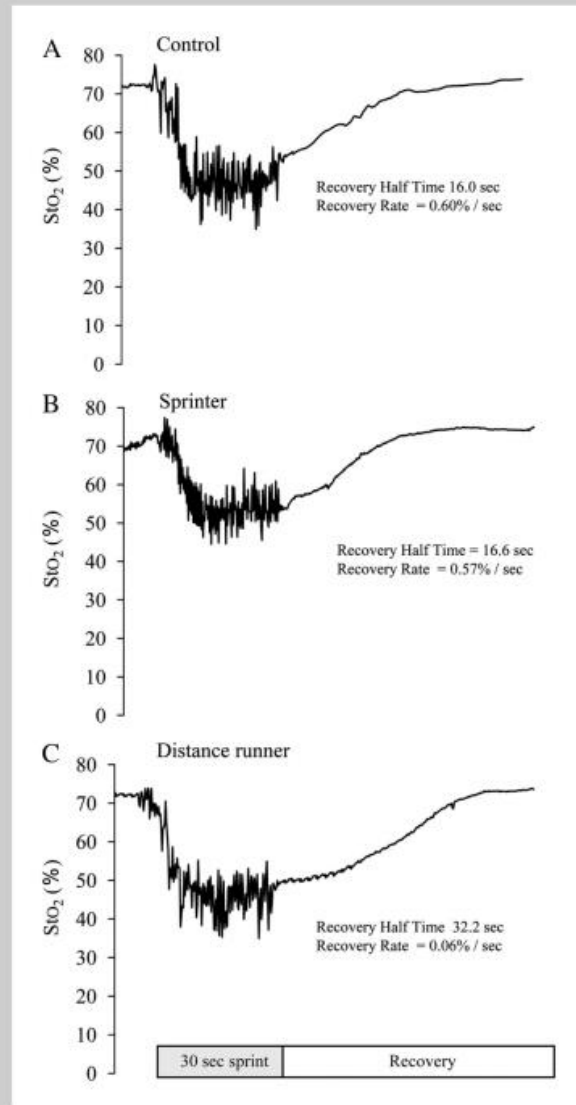 A Control
80
70
60
50
40
30
20
10
0
StO₂ (%)
Recovery Half Time 16.0 sec
Recovery Rate = 0.60% / sec
B Sprinter
80
70
60
50
40
30
20
10
0
StO₂ (%)
Recovery Half Time = 16.6 sec
Recovery Rate = 0.57% / sec
C Distance runner
80
70
60
50
40
30
20
10
0
StO₂ (%)
Recovery Half Time 32.2 sec
Recovery Rate = 0.06% / sec
30 sec sprint Recovery